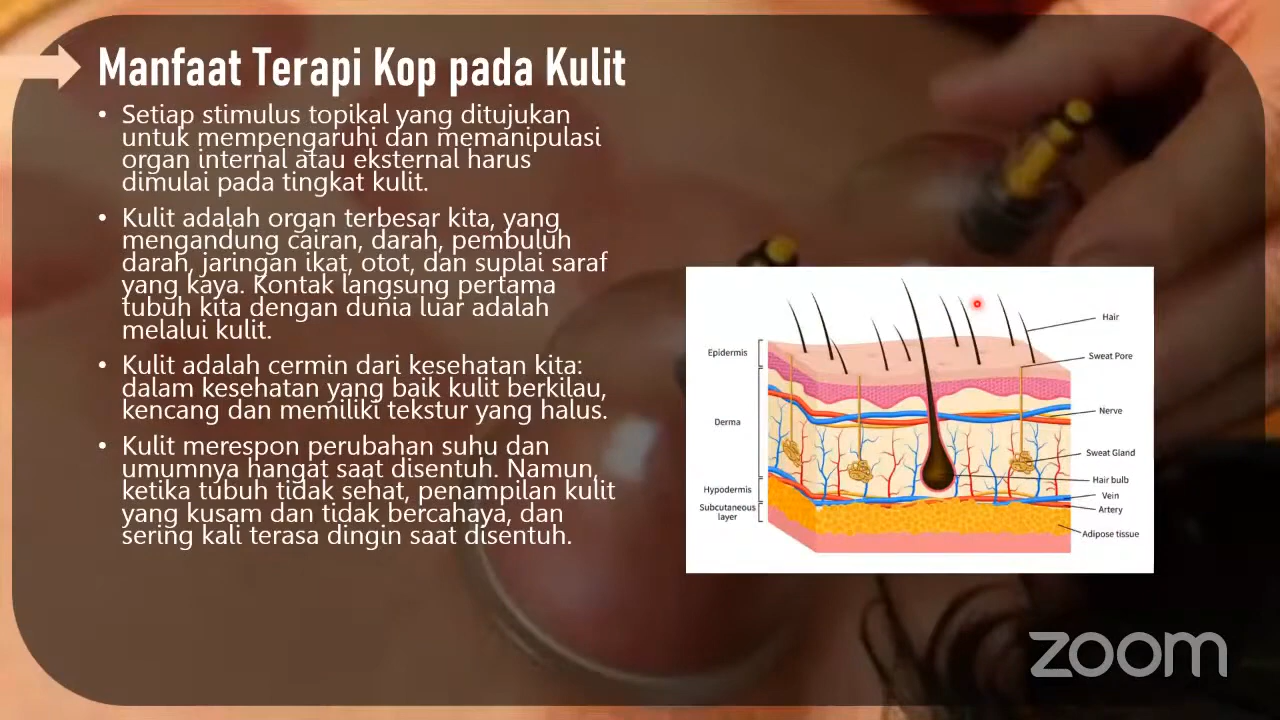 Manfaat Terapi Kop pada Kulit
• Setiap stimulus topikal yang ditujukan
untuk mempengaruhi dan memanipulasi
organ internal atau eksternal harus
dimulai pada tingkat kulit.
• Kulit adalah organ terbesar kita, yang
mengandung cairan, darah, pembuluh
darah, jaringan ikat, otot, dan suplai saraf
yang kaya. Kontak langsung pertama
tubuh kita dengan dunia luar adalah
melalui kulit.
• Kulit adalah cermin dari kesehatan kita:
dalam kesehatan yang baik kulit berkilau,
kencang dan memiliki tekstur yang halus.
• Kulit merespon perubahan suhu dan
umumnya hangat saat disentuh. Namun,
ketika tubuh tidak sehat, penampilan kulit
yang kusam dan tidak bercahaya, dan
sering kali terasa dingin saat disentuh.
Epidermis
Derma
Hypodermis
Subcutaneous
layer
Hair
Sweat Pore
Nerve
Sweat Gland
Hair bulb
Vein
Artery
Adipose tissue
zoom